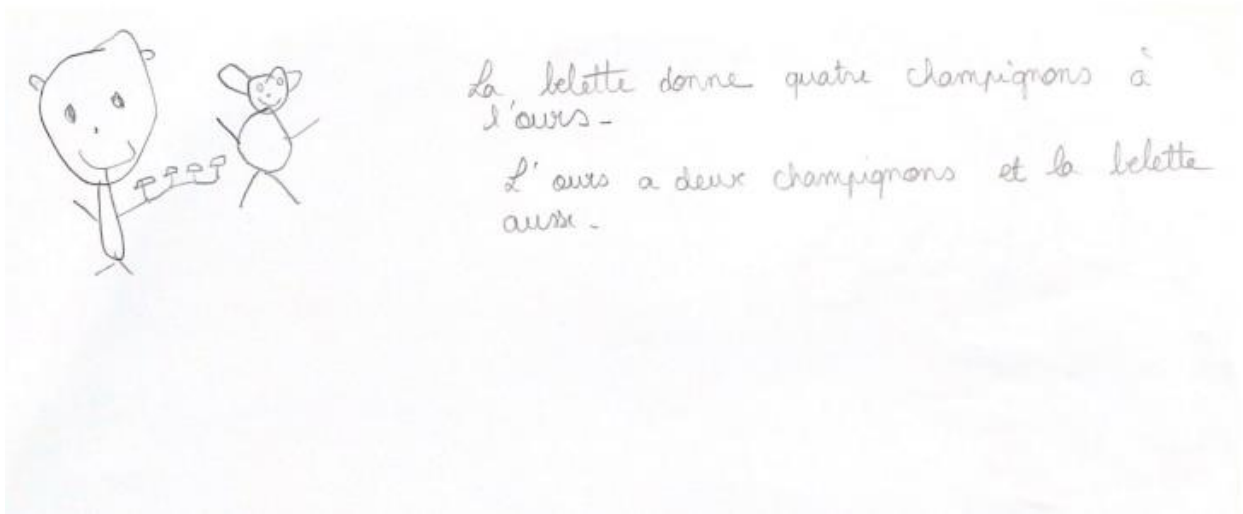 La belette donne quatre champignons à
l'ours -
L'ours a deux champignons et la belette
aussi -